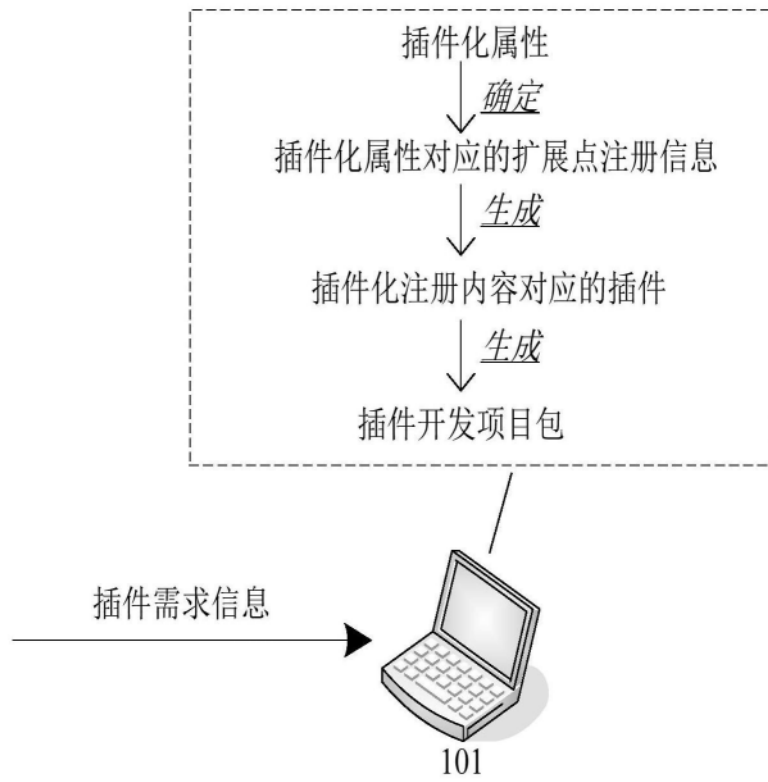 插件化属性
确定
插件化属性对应的扩展点注册信息
生成
插件化注册内容对应的插件
生成
插件开发项目包
插件需求信息
101